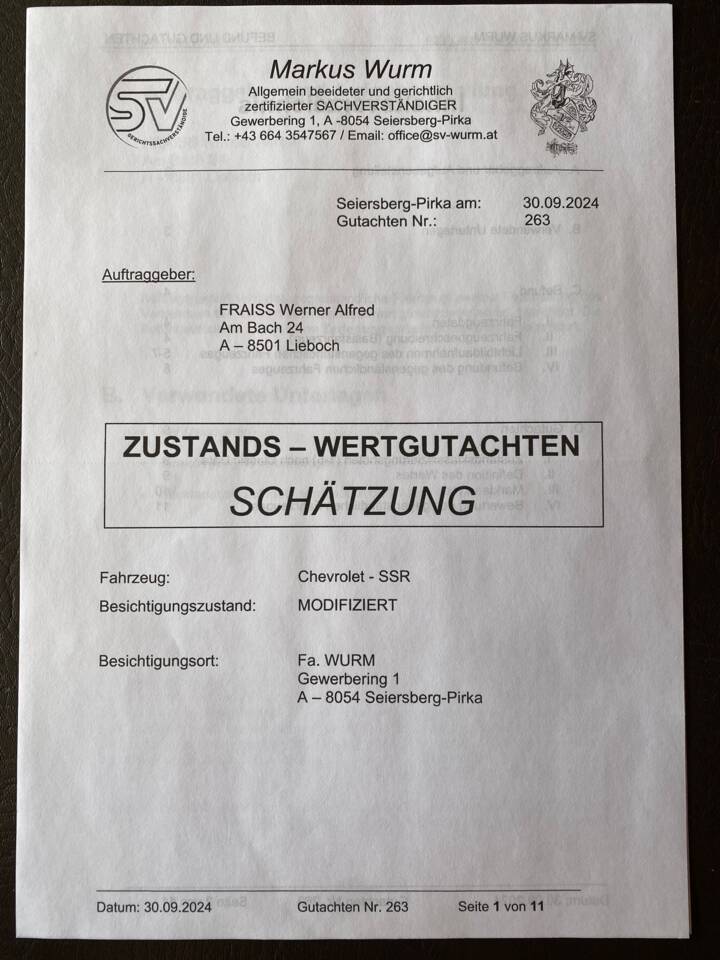 Markus Wurm
Allgemein beeideter und gerichtlich
zertifizierter SACHVERSTÄNDIGER
Gewerbering 1, A -8054 Seiersberg-Pirka
Tel.: +43 664 3547567 / Email: office@sv-wurm.at
SV
GERICHTSSACHVERSTÄNDIGE
Seiersberg-Pirka am: 30.09.2024
Gutachten Nr.: 263
Auftraggeber:
FRAISS Werner Alfred
Am Bach 24
A – 8501 Lieboch
ZUSTANDS – WERTGUTACHTEN
SCHÄTZUNG
Fahrzeug: Chevrolet - SSR
Besichtigungszustand: MODIFIZIERT
Besichtigungsort: Fa. WURM
Gewerbering 1
A – 8054 Seiersberg-Pirka
Datum: 30.09.2024 Gutachten Nr. 263 Seite 1 von 11